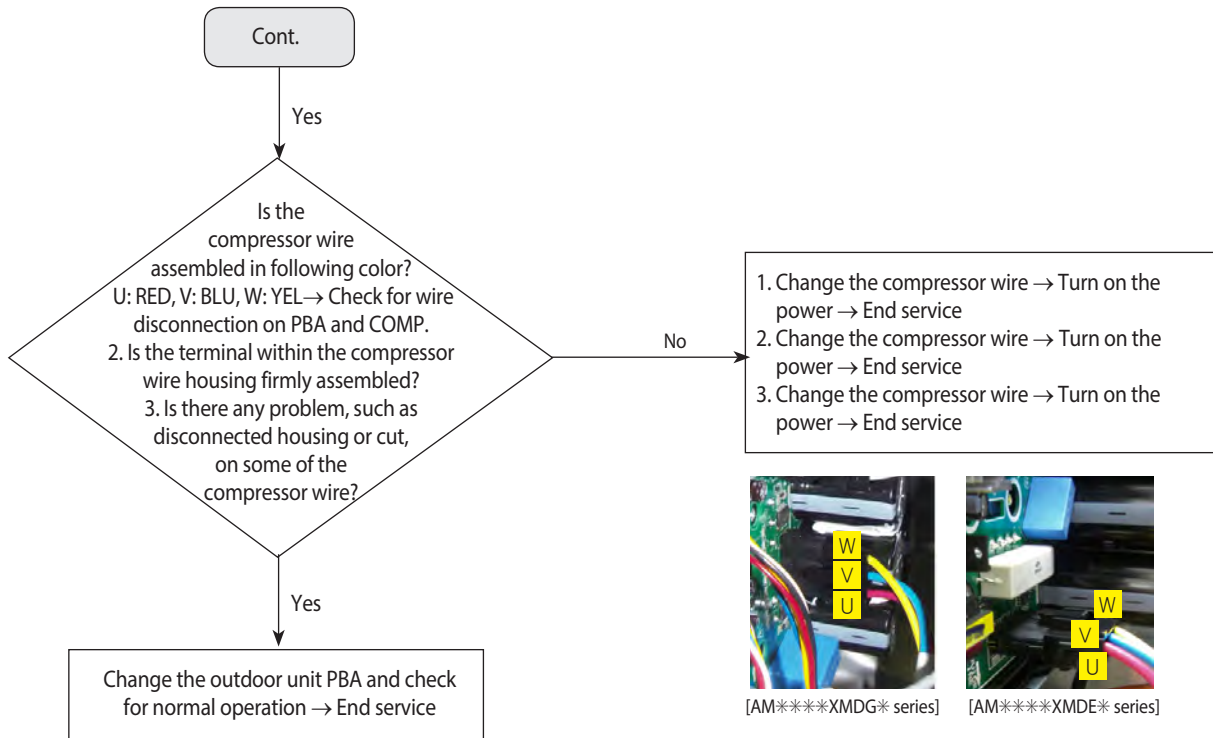 Cont.
Yes
Is the
compressor wire
assembled in following color?
U: RED, V: BLU, W: YEL→ Check for wire
disconnection on PBA and COMP.
2. Is the terminal within the compressor
wire housing firmly assembled?
3. Is there any problem, such as
disconnected housing or cut,
on some of the
compressor wire?
No
1. Change the compressor wire → Turn on the
power → End service
2. Change the compressor wire → Turn on the
power → End service
3. Change the compressor wire → Turn on the
power → End service
W
V
U
W
V
U
[AM✳✳✳✳XMDG✳ series]
[AM✳✳✳✳XMDE✳ series]
Yes
Change the outdoor unit PBA and check
for normal operation → End service